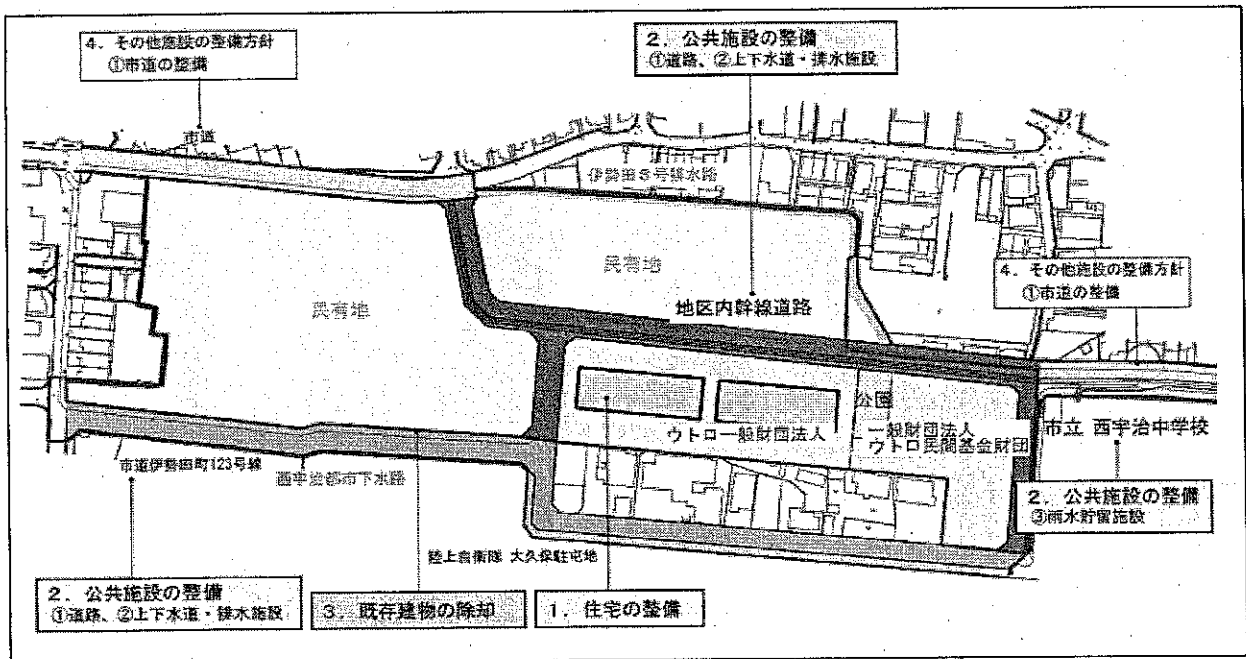 4. その他施設の整備方針
①市道の整備
2. 公共施設の整備
①道路、②上下水道・排水施設
市道
伊勢田3号排水路
民有地
民有地
地区内幹線道路
4. その他施設の整備方針
①市道の整備
公園
ウトロ一般財団法人
一般財団法人
ウトロ民間基金財団
市立 西宇治中学校
市道伊勢田町123号線
西宇治都市下水路
2. 公共施設の整備
③雨水貯留施設
陸上自衛隊 大久保駐屯地
2. 公共施設の整備
①道路、②上下水道・排水施設
3. 既存建物の除却
1. 住宅の整備